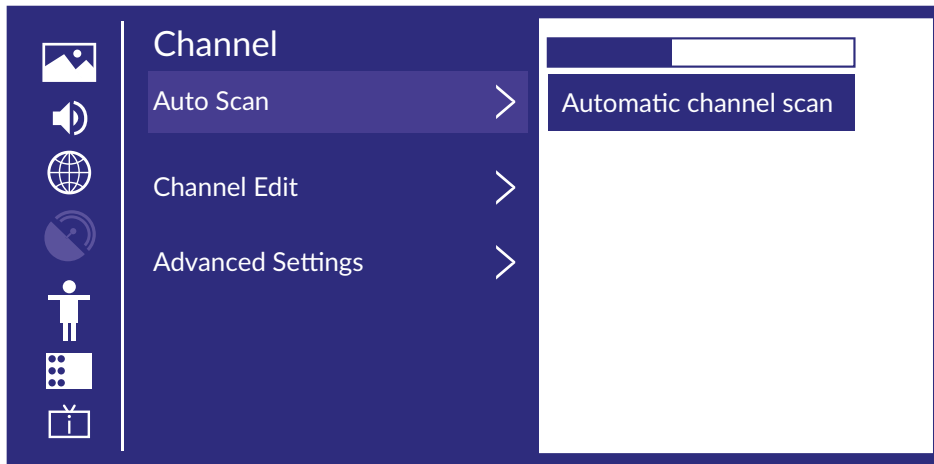 Channel
Auto Scan
Automatic channel scan
Channel Edit
Advanced Settings
i